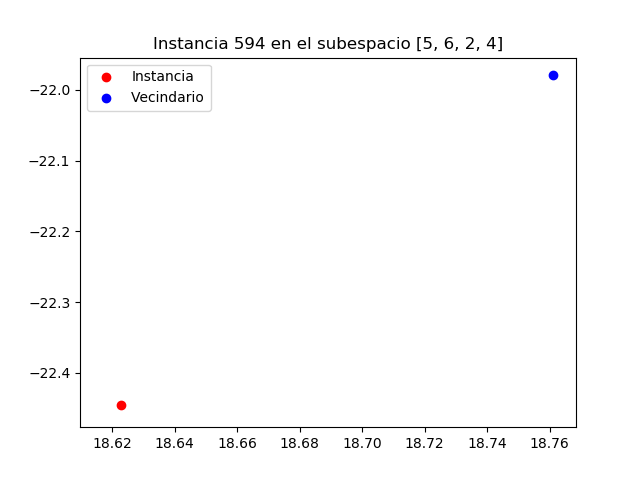 Instancia 594 en el subespacio [5, 6, 2, 4]
Instancia
Vecindario
−22.0
−22.1
−22.2
−22.3
−22.4
18.62 18.64 18.66 18.68 18.70 18.72 18.74 18.76